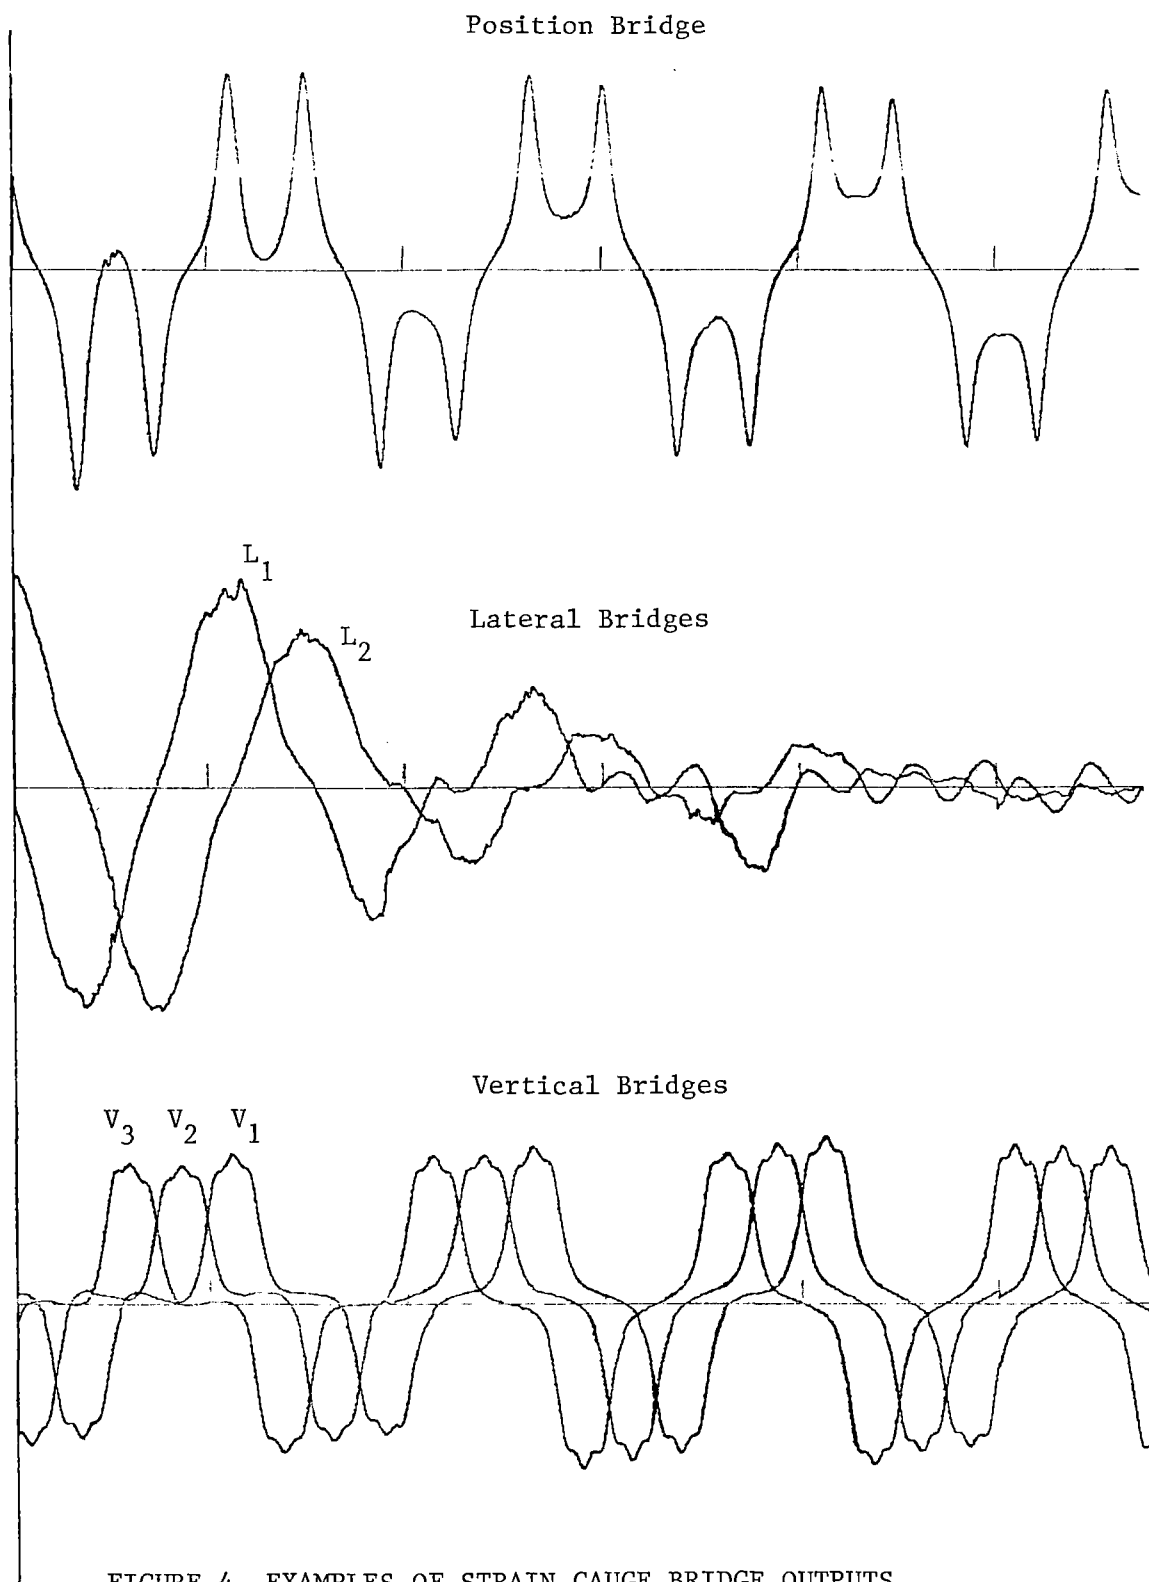 Position Bridge
L1
Lateral Bridges
L2
Vertical Bridges
V3 V2 V1
FIGURE 4. EXAMPLES OF STRAIN GAUGE BRIDGE OUTPUTS